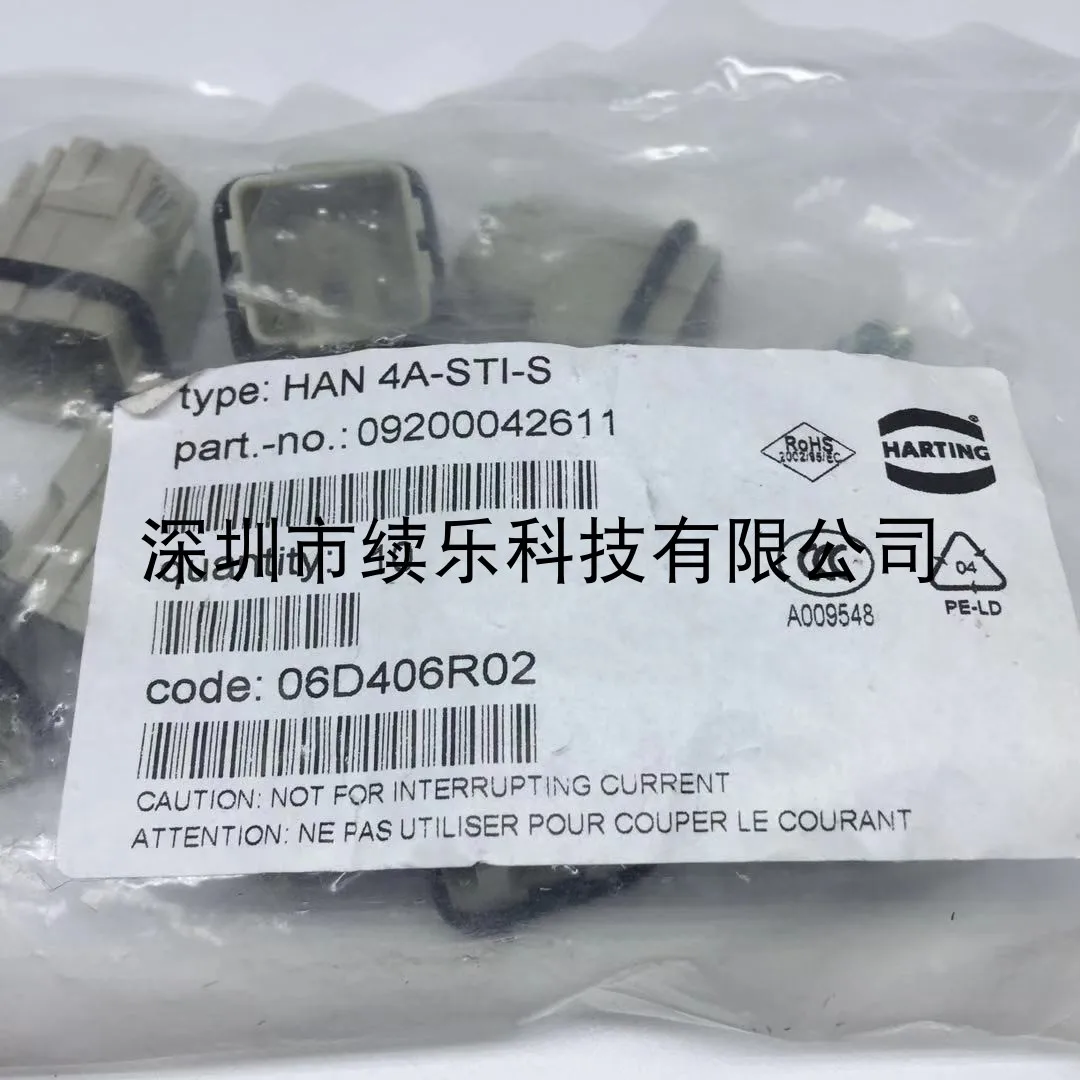 type: HAN 4A-STI-S
part.-no.: 09200042611
RoHS
2002/95/EC
HARTING
®
深圳市续乐科技有限公司
quantity:
CCC
A009548
04
PE-LD
code: 06D406R02
CAUTION: NOT FOR INTERRUPTING CURRENT
ATTENTION: NE PAS UTILISER POUR COUPER LE COURANT